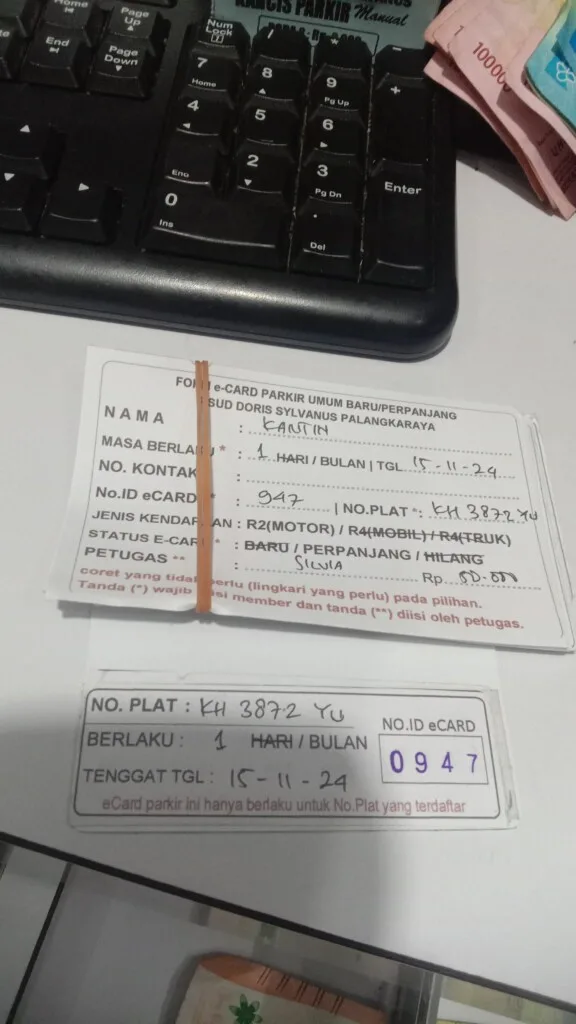 Home
Page
Up
End
Page
Down
KARCIS PARKIR Manual
Num
Lock
/
*
-
7
Home
8
9
Pg Up
+
4
5
6
End
2
3
Pg Dn
Enter
0
Ins
.
Del
1
10000
FO e-CARD PARKIR UMUM BARU/PERPANJANG
SUD DORIS SYLVANUS PALANGKARAYA
NAMA : KANTIN
MASA BERLA U * : 1 HARI / BULAN | TGL 15-11-24
NO. KONTAK :
No.ID eCARD * : 947 | NO.PLAT *: KH 3872 YU
JENIS KENDA AN : R2(MOTOR) / R4(MOBIL) / R4(TRUK)
STATUS E-CAR * : BARU / PERPANJANG / HILANG
PETUGAS ** : SILVIA Rp.
coret yang tida perlu (lingkari yang perlu) pada pilihan.
Tanda (*) wajib isi member dan tanda (**) diisi oleh petugas.
NO. PLAT : KH 3872 YU
NO.ID eCARD
BERLAKU : 1 HARI / BULAN
0947
TENGGAT TGL : 15-11-24
eCard parkir ini hanya berlaku untuk No.Plat yang terdaftar